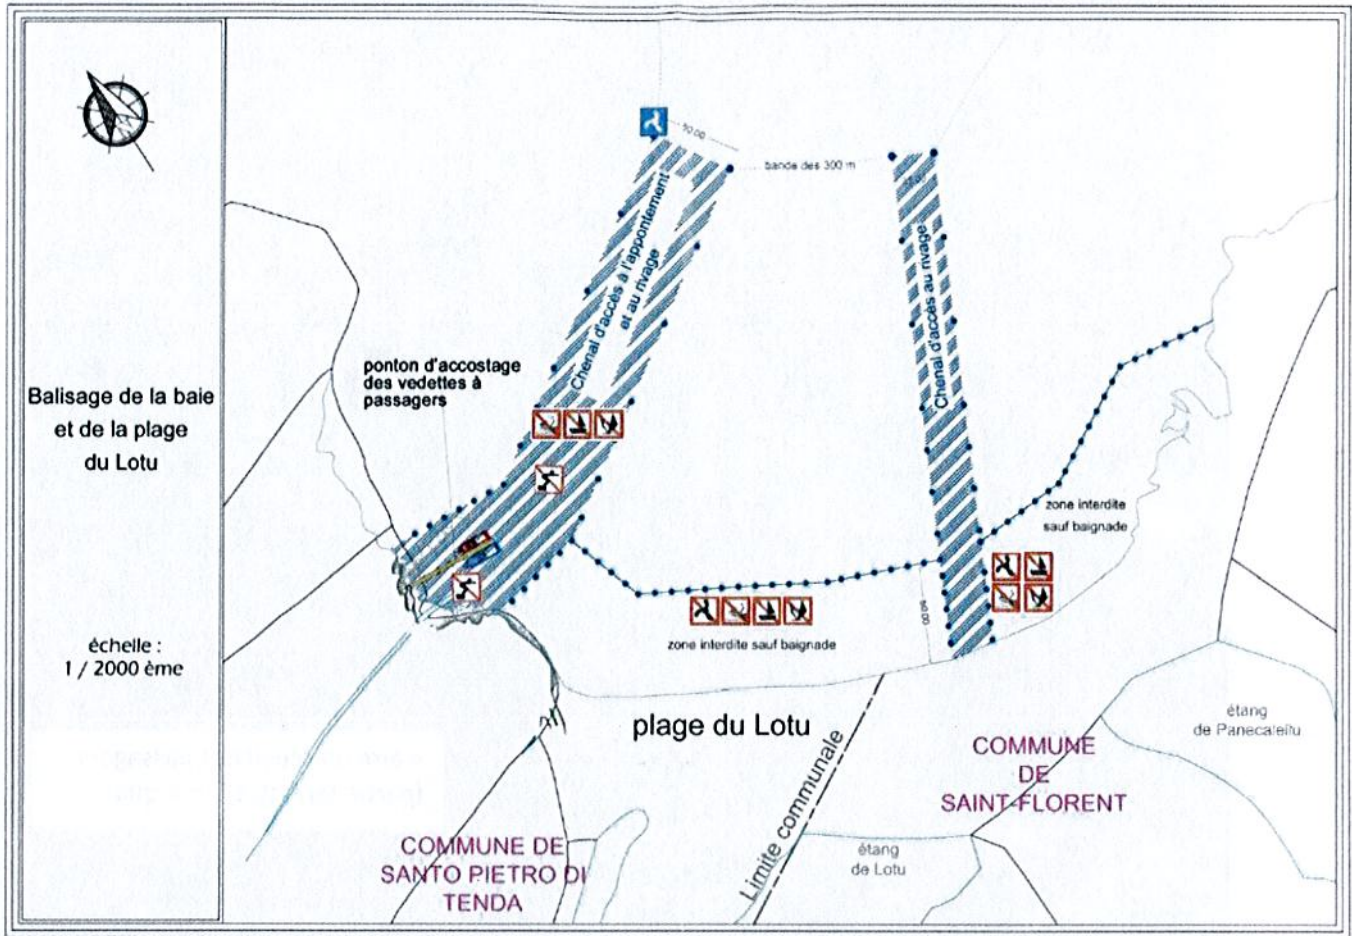 Balisage de la baie
et de la plage
du Lotu
échelle :
1 / 2000 ème
70.00
bande des 300 m
Chenal d'accès à l'appontement
et au rivage
Chenal d'accès au rivage
ponton d'accostage
des vedettes à
passagers
zone interdite
sauf baignade
zone interdite sauf baignade
plage du Lotu
Limite communale
COMMUNE
DE
SAINT-FLORENT
étang
étang
de Lotu
COMMUNE DE
SANTO PIETRO DI
TENDA